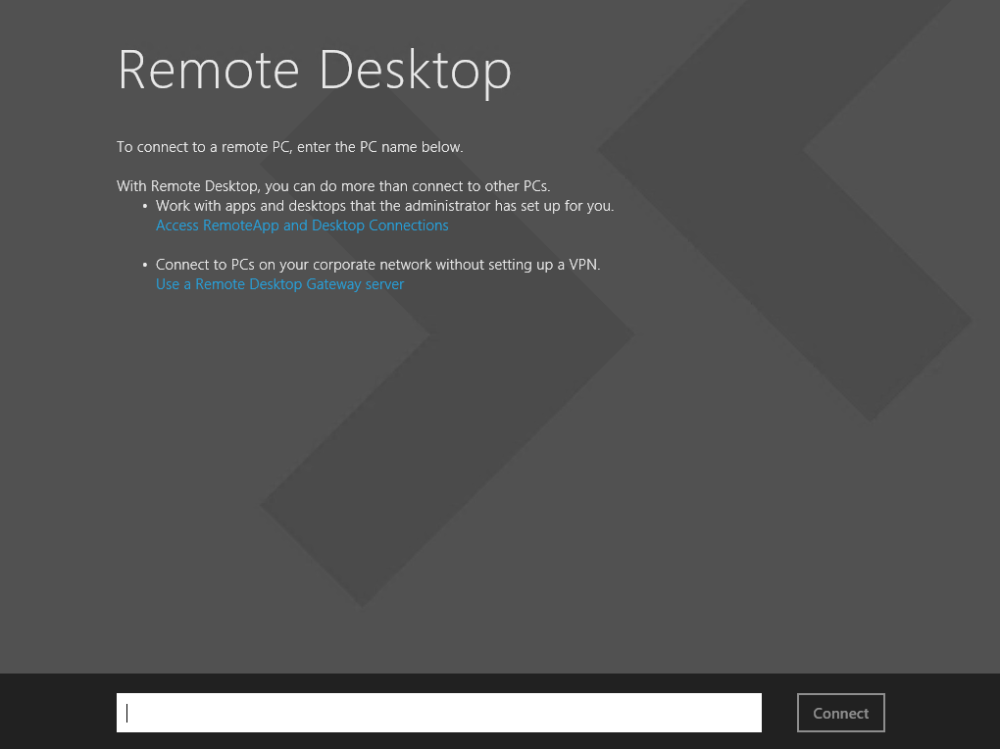 Remote Desktop
To connect to a remote PC, enter the PC name below.
With Remote Desktop, you can do more than connect to other PCs.
• Work with apps and desktops that the administrator has set up for you.
Access RemoteApp and Desktop Connections
• Connect to PCs on your corporate network without setting up a VPN.
Use a Remote Desktop Gateway server
Connect